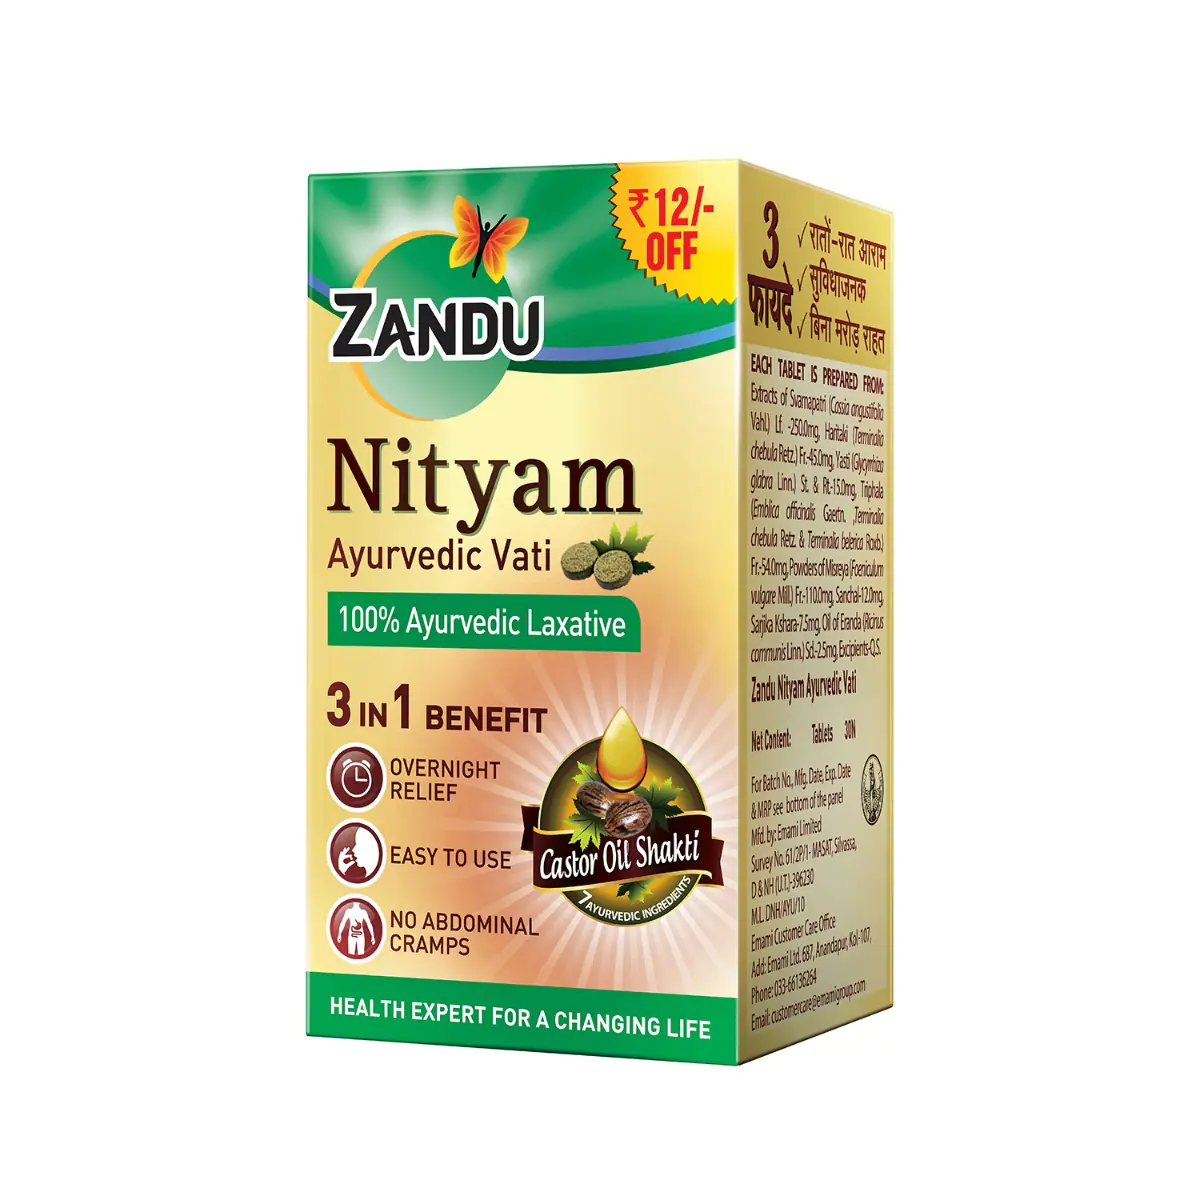 ₹12/-
OFF
ZANDU
Nityam
Ayurvedic Vati
100% Ayurvedic Laxative
3 IN 1 BENEFIT
OVERNIGHT
RELIEF
EASY TO USE
NO ABDOMINAL
CRAMPS
Castor Oil Shakti
7 AYURVEDIC INGREDIENTS
HEALTH EXPERT FOR A CHANGING LIFE
3
फायदे
✓ रातों-रात आराम
✓ सुविधाजनक
✓ बिना मरोड़ राहत
EACH TABLET IS PREPARED FROM:
Extracts of Svarnapatri (Cassia angustifolia
Vahl.) Lf. -250.0mg, Haritaki (Terminalia
chebula Retz.) Fr.-45.0mg, Yasti (Glycyrrhiza
glabra Linn.) St. & Rt.-15.0mg, Triphala
(Emblica officinalis Gaertn. ,Terminalia
chebula Retz. & Terminalia belerica Roxb.)
Fr.-54.0mg, Powders of Misreya (Foeniculum
vulgare Mill.) Fr.-110.0mg, Sanchal-12.0mg,
Sarjika Kshara-7.5mg, Oil of Eranda (Ricinus
communis Linn.) Sd.-2.5mg, Excipients-Q.S.
Zandu Nityam Ayurvedic Vati
Net Content: Tablets 30N
For Batch No., Mfg. Date, Exp. Date
& MRP see bottom of the panel
Mfd. by: Emami Limited
Survey No. 61/2P/1- MASAT, Silvassa,
D & NH (U.T.)-396230
M.L. DNH/AYU/10
Emami Customer Care Office
Add: Emami Ltd. 687, Anandapur, Kol-107,
Phone: 033-66136264
Email: customercare@emamigroup.com